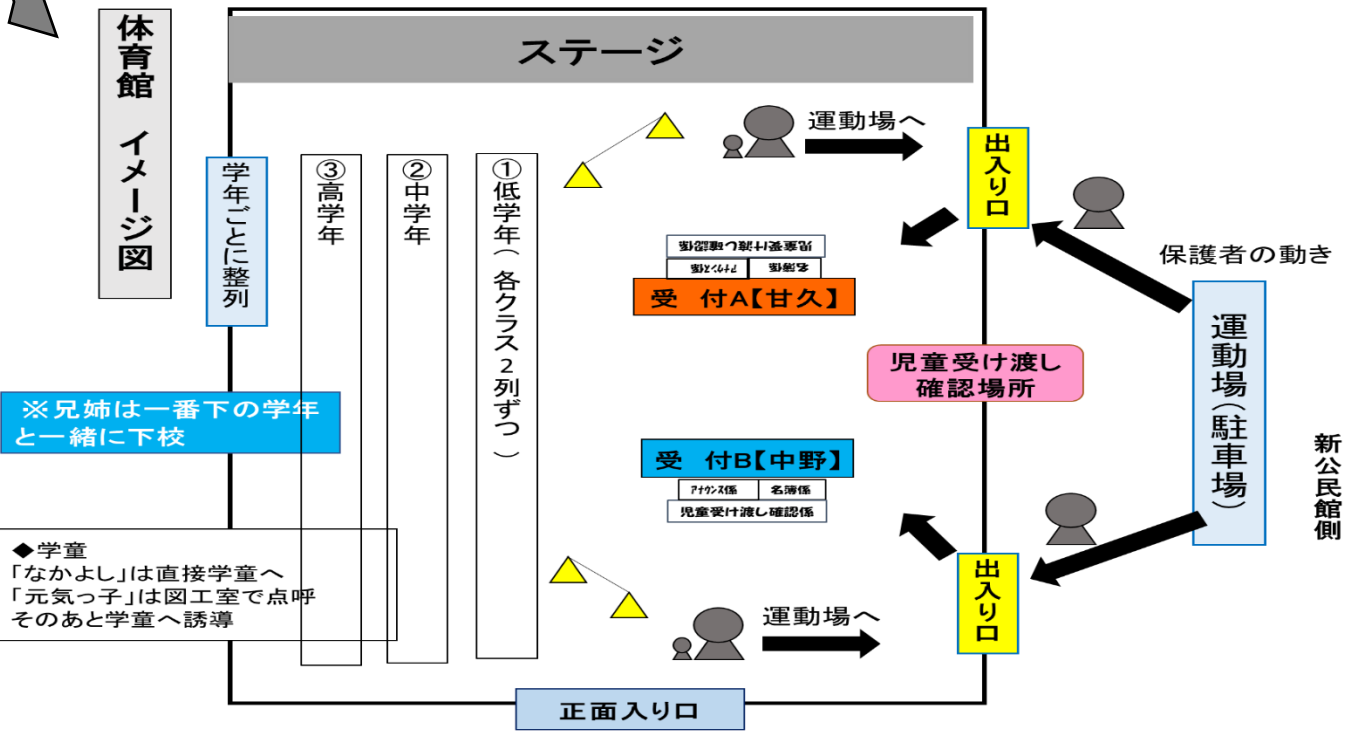 体育館　イメージ図
ステージ
学年ごとに整列
③高学年
②中学年
①低学年（各クラス２列ずつ）
運動場へ
出入り口
保護者の動き
児童受け渡し確認係
アナウンス係
名簿係
受　付A【甘久】
児童受け渡し
確認場所
運動場（駐車場）
新公民館側
※兄姉は一番下の学年
と一緒に下校
受　付B【中野】
アナウンス係
名簿係
児童受け渡し確認係
◆学童
「なかよし」は直接学童へ
「元気っ子」は図工室で点呼
そのあと学童へ誘導
運動場へ
出入り口
正面入り口